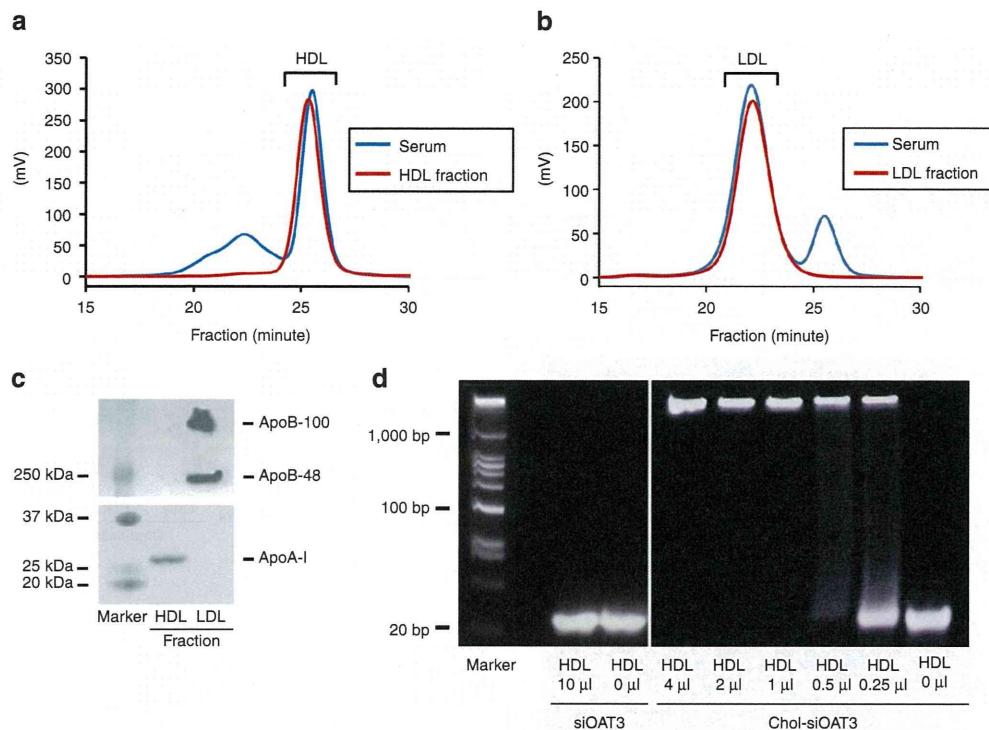 a
HDL
350
300
250
200
150
100
50
0
(mV)
15 20 25 30
Fraction (minute)
Serum
HDL fraction
b
LDL
250
200
150
100
50
0
(mV)
15 20 25 30
Fraction (minute)
Serum
LDL fraction
c
250 kDa
37 kDa
25 kDa
20 kDa
ApoB-100
ApoB-48
ApoA-I
Marker HDL LDL
Fraction
d
1,000 bp
100 bp
20 bp
Marker
HDL HDL HDL HDL HDL HDL HDL HDL
10 µl 0 µl 4 µl 2 µl 1 µl 0.5 µl 0.25 µl 0 µl
siOAT3 Chol-siOAT3